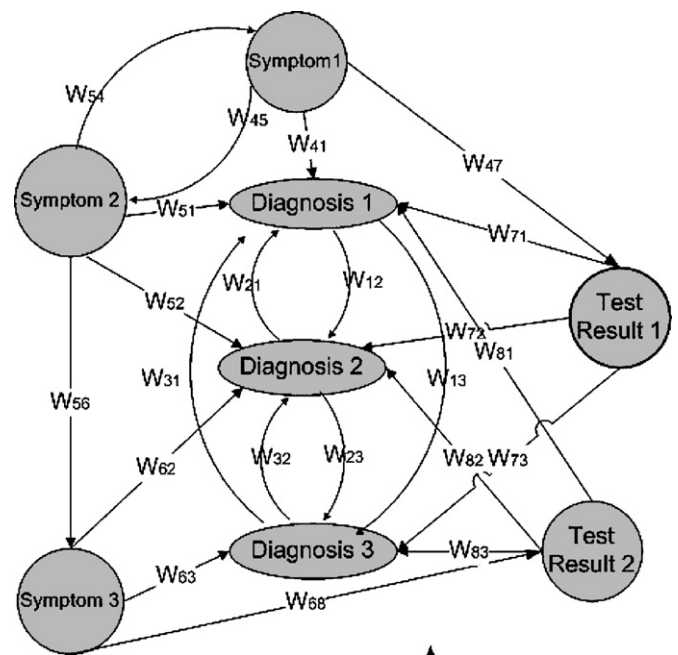 Symptom1
W54
W45
W41
W47
Symptom 2
W51
Diagnosis 1
W71
W21
W12
W52
Test
Result 1
W72
W81
Diagnosis 2
W31
W13
W56
W62
W32
W23
W82
W73
Diagnosis 3
W83
Test
Result 2
W63
Symptom 3
W68